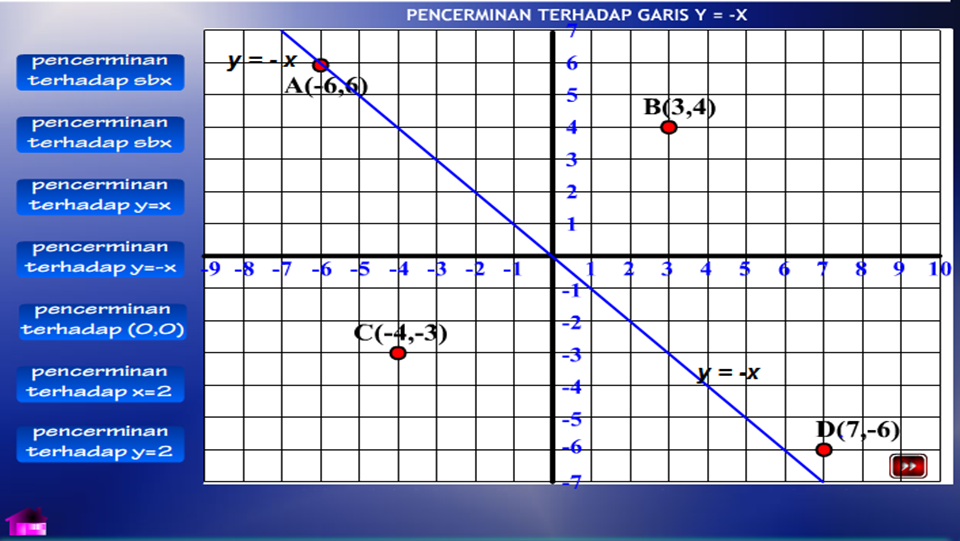 PENCERMINAN TERHADAP GARIS Y = -X
pencerminan
terhadap sbx
pencerminan
terhadap sbx
pencerminan
terhadap y=x
pencerminan
terhadap y=-x
pencerminan
terhadap (0,0)
pencerminan
terhadap x=2
pencerminan
terhadap y=2
7
y = - x
6
A(-6,6)
5
B(3,4)
4
3
2
1
-9 -8 -7 -6 -5 -4 -3 -2 -1 1 2 3 4 5 6 7 8 9 10
-1
-2
C(-4,-3)
-3
y = -x
-4
-5
D(7,-6)
-6
-7